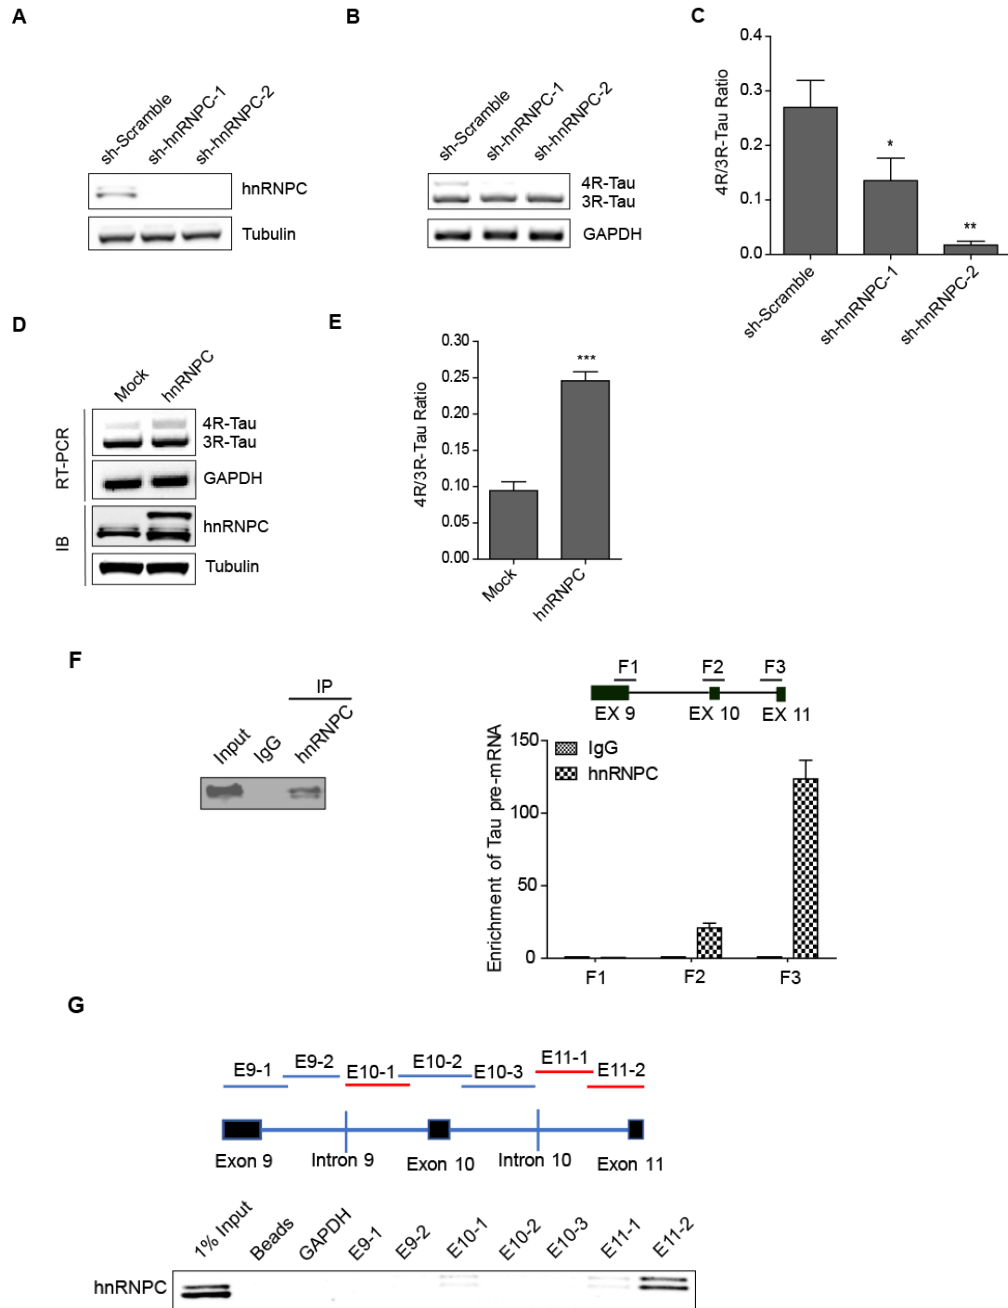 A
sh-Scramble
sh-hnRNPC-1
sh-hnRNPC-2
hnRNPC
Tubulin
B
sh-Scramble
sh-hnRNPC-1
sh-hnRNPC-2
4R-Tau
3R-Tau
GAPDH
C
4R/3R-Tau Ratio
0.4
0.3
0.2
0.1
0.0
*
**
sh-Scramble
sh-hnRNPC-1
sh-hnRNPC-2
D
Mock
hnRNPC
RT-PCR
4R-Tau
3R-Tau
GAPDH
IB
hnRNPC
Tubulin
E
4R/3R-Tau Ratio
0.30
0.25
0.20
0.15
0.10
0.05
0.00
***
Mock
hnRNPC
F
IP
Input
IgG
hnRNPC
F1
F2
F3
EX 9
EX 10
EX 11
Enrichment of Tau pre-mRNA
150
100
50
0
IgG
hnRNPC
F1
F2
F3
G
E9-1
E9-2
E10-1
E10-2
E10-3
E11-1
E11-2
Exon 9
Intron 9
Exon 10
Intron 10
Exon 11
1% Input
Beads
GAPDH
E9-1
E9-2
E10-1
E10-2
E10-3
E11-1
E11-2
hnRNPC